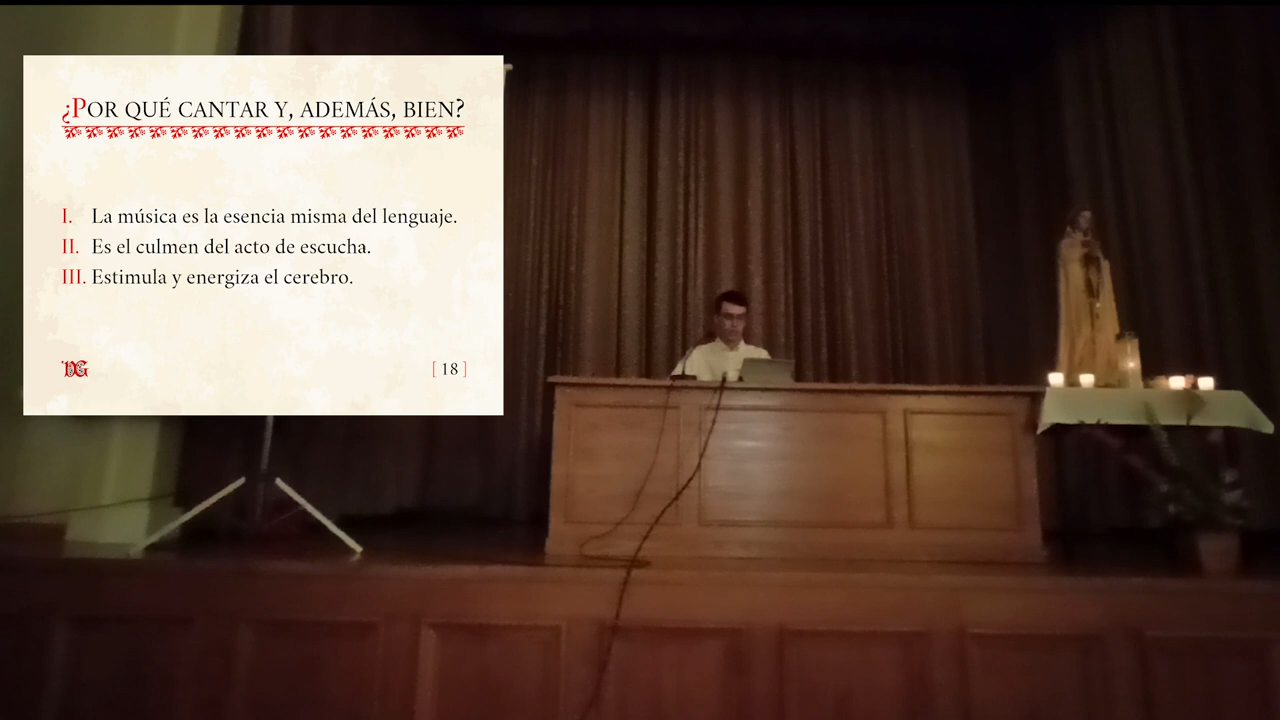 ¿POR QUÉ CANTAR Y, ADEMÁS, BIEN?
I. La música es la esencia misma del lenguaje.
II. Es el culmen del acto de escucha.
III. Estimula y energiza el cerebro.
[ 18 ]